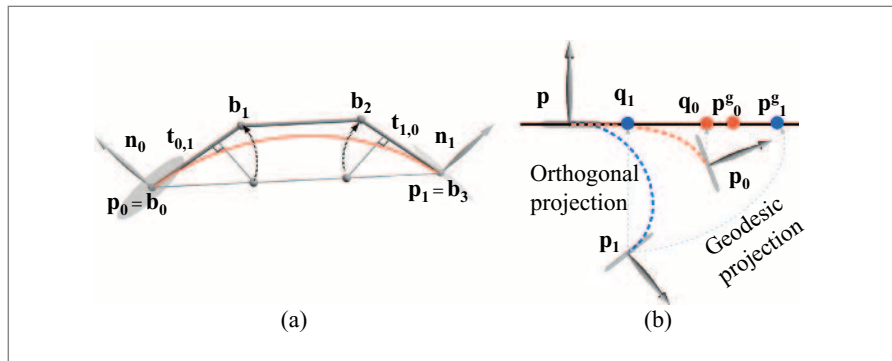 n₀
t₀,₁
b₁
b₂
t₁,₀
n₁
p₀ = b₀
p₁ = b₃
(a)
p
q₁
q₀
pᵍ₀
pᵍ₁
Orthogonal
projection
p₀
p₁
Geodesic
projection
(b)